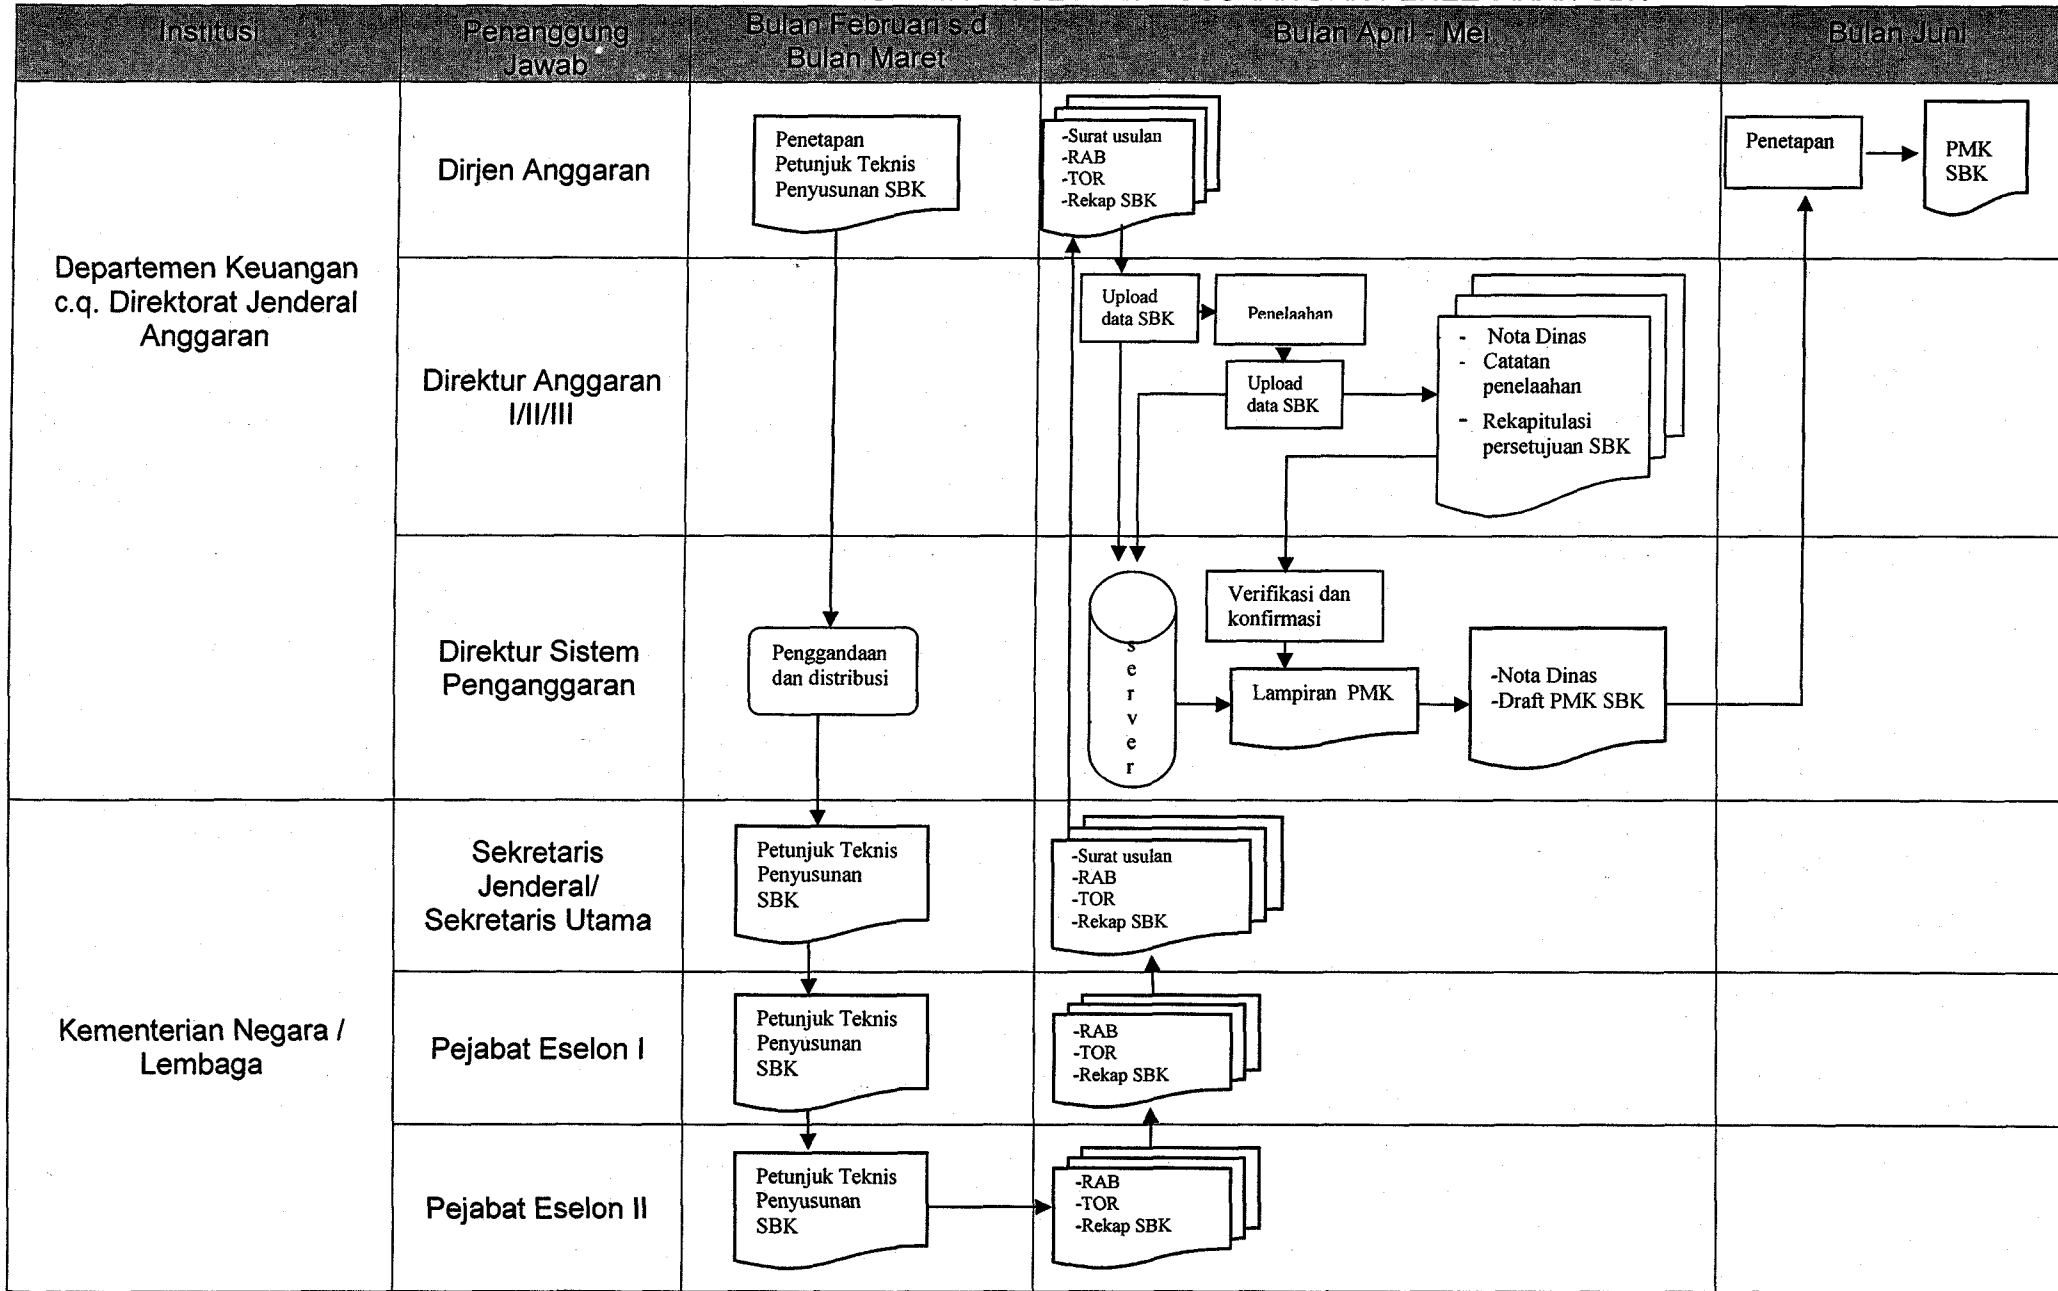 Institusi
Penanggung
Jawab
Bulan Februari s.d
Bulan Maret
Bulan April - Mei
Bulan Juni
Departemen Keuangan
c.q. Direktorat Jenderal
Anggaran
Dirjen Anggaran
Penetapan
Petunjuk Teknis
Penyusunan SBK
-Surat usulan
-RAB
-TOR
-Rekap SBK
Penetapan
PMK
SBK
Direktur Anggaran
I/II/III
Upload
data SBK
Penelaahan
Upload
data SBK
- Nota Dinas
- Catatan
penelaahan
- Rekapitulasi
persetujuan SBK
Direktur Sistem
Penganggaran
Penggandaan
dan distribusi
server
Verifikasi dan
konfirmasi
Lampiran PMK
-Nota Dinas
-Draft PMK SBK
Kementerian Negara /
Lembaga
Sekretaris
Jenderal/
Sekretaris Utama
Petunjuk Teknis
Penyusunan
SBK
-Surat usulan
-RAB
-TOR
-Rekap SBK
Pejabat Eselon I
Petunjuk Teknis
Penyusunan
SBK
-RAB
-TOR
-Rekap SBK
Pejabat Eselon II
Petunjuk Teknis
Penyusunan
SBK
-RAB
-TOR
-Rekap SBK